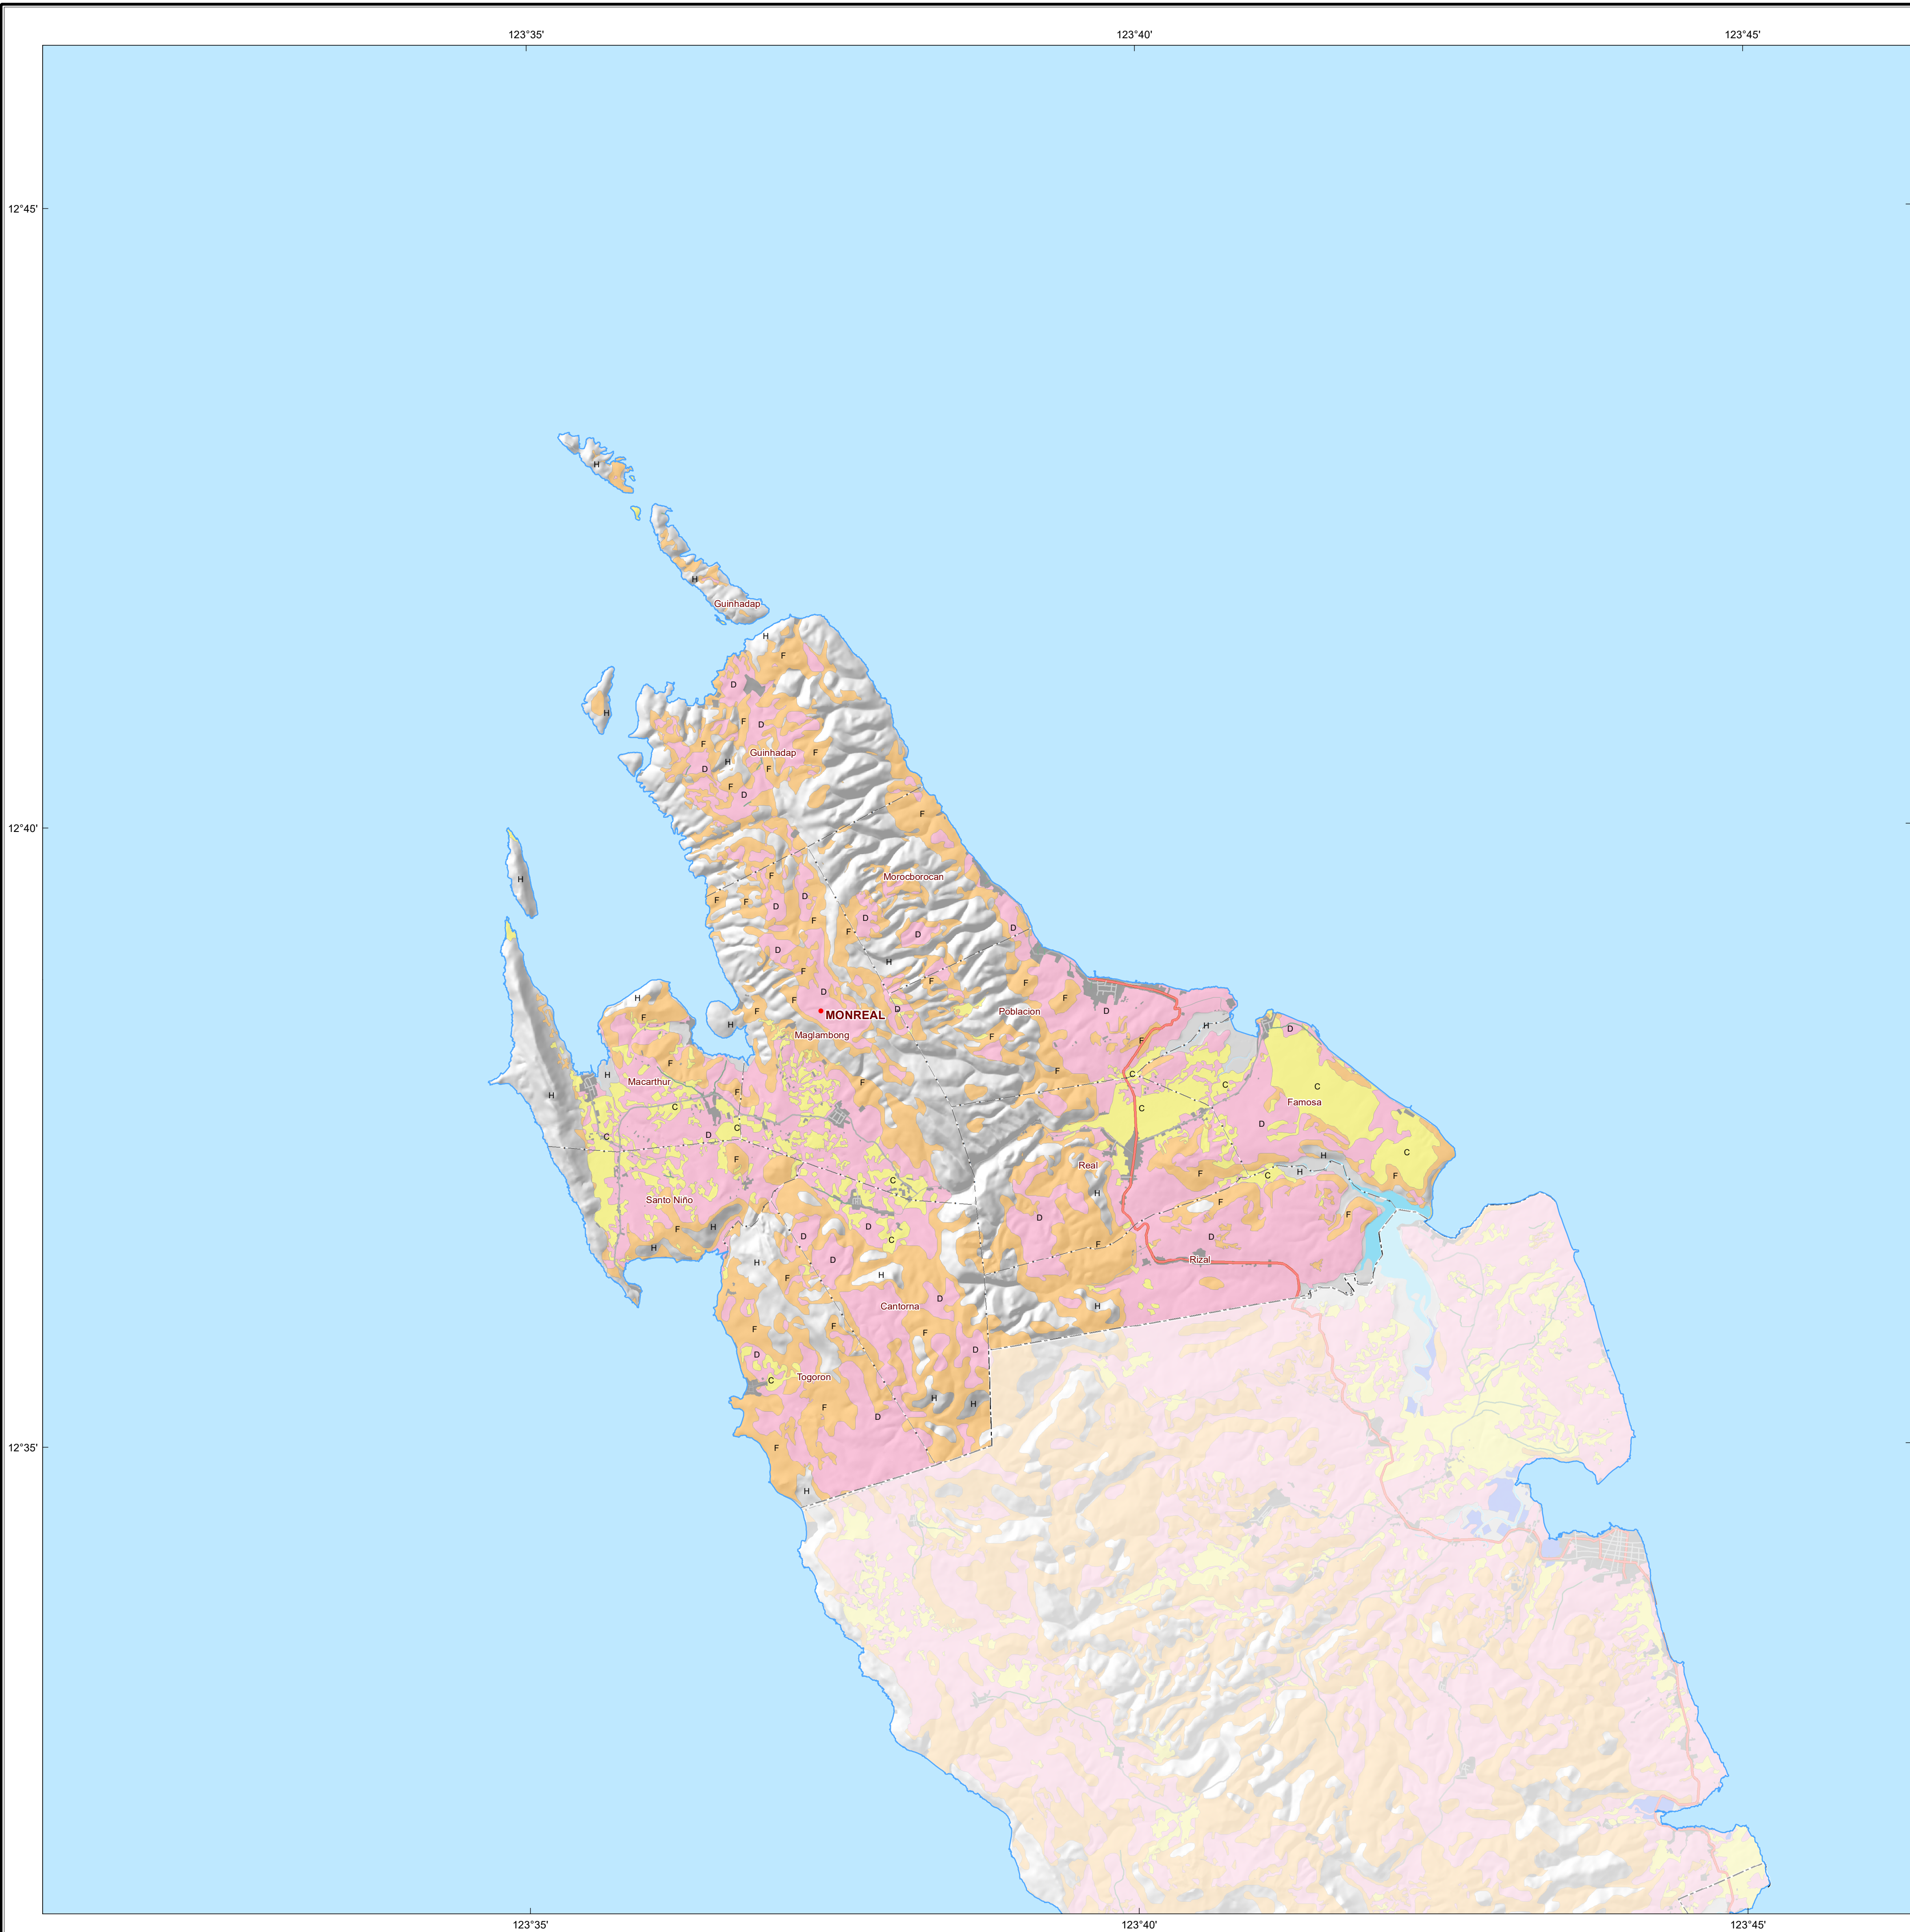 123°35' 123°40' 123°45'
12°45'
H
H
Guinhadap
H
F
D
H
F D
F Guinhadap F
D H F
F D
12°40'
F
F Morocborocan
H
F F D D
F D
F D D
D
H
F
F
D F F
H F D F
MONREAL D Poblacion D
F H Maglambong H D
F F
F
H Macarthur F F C C C
H F C C Famosa
C
D D
C F Real H C
C F C H F
Santo Niño H F
D D F
F H D C D
H D F Rizal
H F H
Cantorna D H
F F F
D D
C Togoron
F H H
D
F
12°35'
H
123°35' 123°40' 123°45'